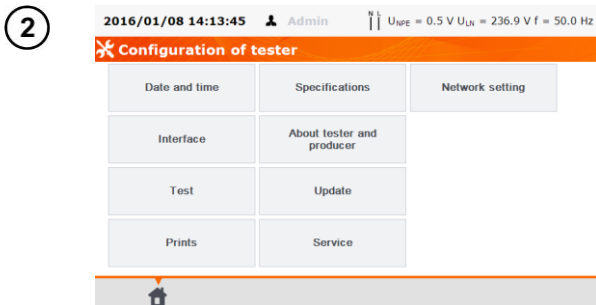 2
2016/01/08 14:13:45 Admin N L UNPE = 0.5 V ULN = 236.9 V f = 50.0 Hz
Configuration of tester
Date and time Specifications Network setting
Interface About tester and producer
Test Update
Prints Service